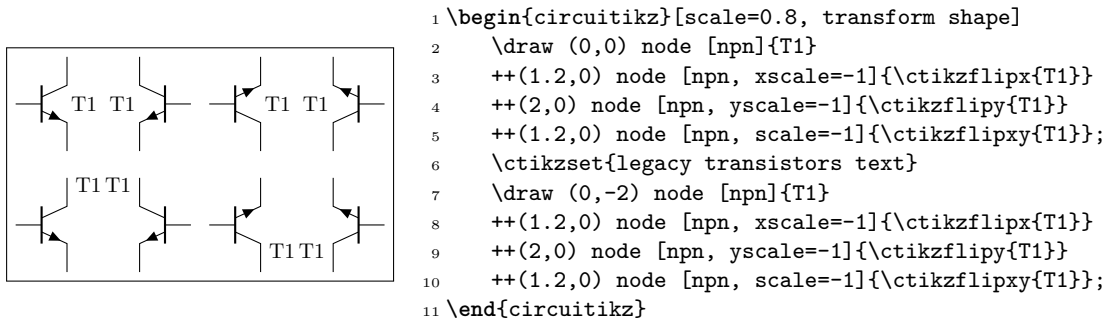 T1 T1 T1 T1
T1 T1
T1 T1
1 \begin{circuitikz}[scale=0.8, transform shape]
2 \draw (0,0) node [npn]{T1}
3 ++(1.2,0) node [npn, xscale=-1]{\ctikzflipx{T1}}
4 ++(2,0) node [npn, yscale=-1]{\ctikzflipy{T1}}
5 ++(1.2,0) node [npn, scale=-1]{\ctikzflipxy{T1}};
6 \ctikzset{legacy transistors text}
7 \draw (0,-2) node [npn]{T1}
8 ++(1.2,0) node [npn, xscale=-1]{\ctikzflipx{T1}}
9 ++(2,0) node [npn, yscale=-1]{\ctikzflipy{T1}}
10 ++(1.2,0) node [npn, scale=-1]{\ctikzflipxy{T1}};
11 \end{circuitikz}